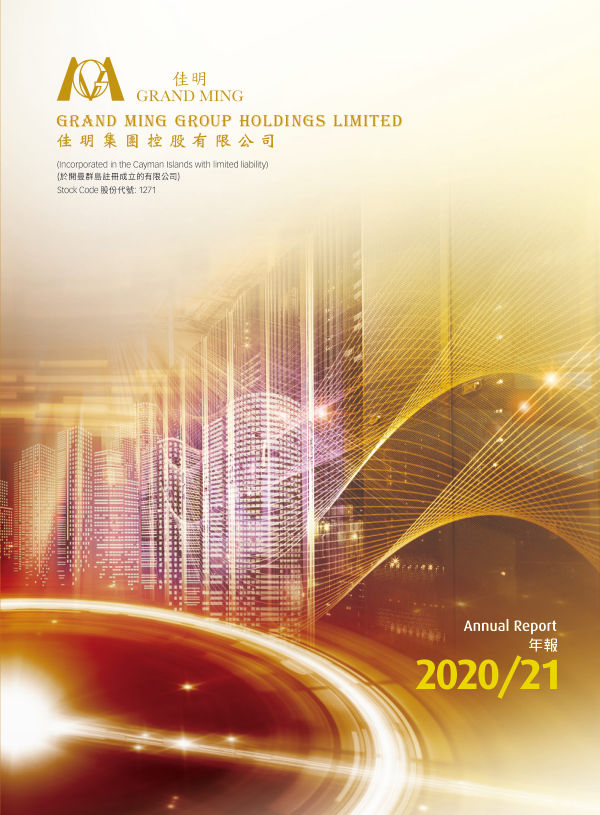 佳明
GRAND MING
GRAND MING GROUP HOLDINGS LIMITED
佳明集團控股有限公司
(Incorporated in the Cayman Islands with limited liability)
(於開曼群島註冊成立的有限公司)
Stock Code 股份代號: 1271
Annual Report
年報
2020/21